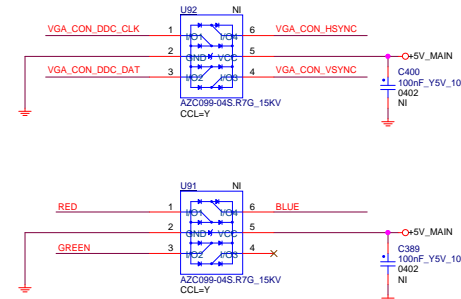 U92 NI
VGA_CON_DDC_CLK 1 I/O1 I/O4 6 VGA_CON_HSYNC
2 GND VCC 5 +5V_MAIN
VGA_CON_DDC_DAT 3 I/O2 I/O3 4 VGA_CON_VSYNC
C400
100nF_Y5V_10
0402
NI
AZC099-04S.R7G_15KV
CCL=Y
U91 NI
RED 1 I/O1 I/O4 6 BLUE
2 GND VCC 5 +5V_MAIN
GREEN 3 I/O2 I/O3 4
C389
100nF_Y5V_10
0402
NI
AZC099-04S.R7G_15KV
CCL=Y